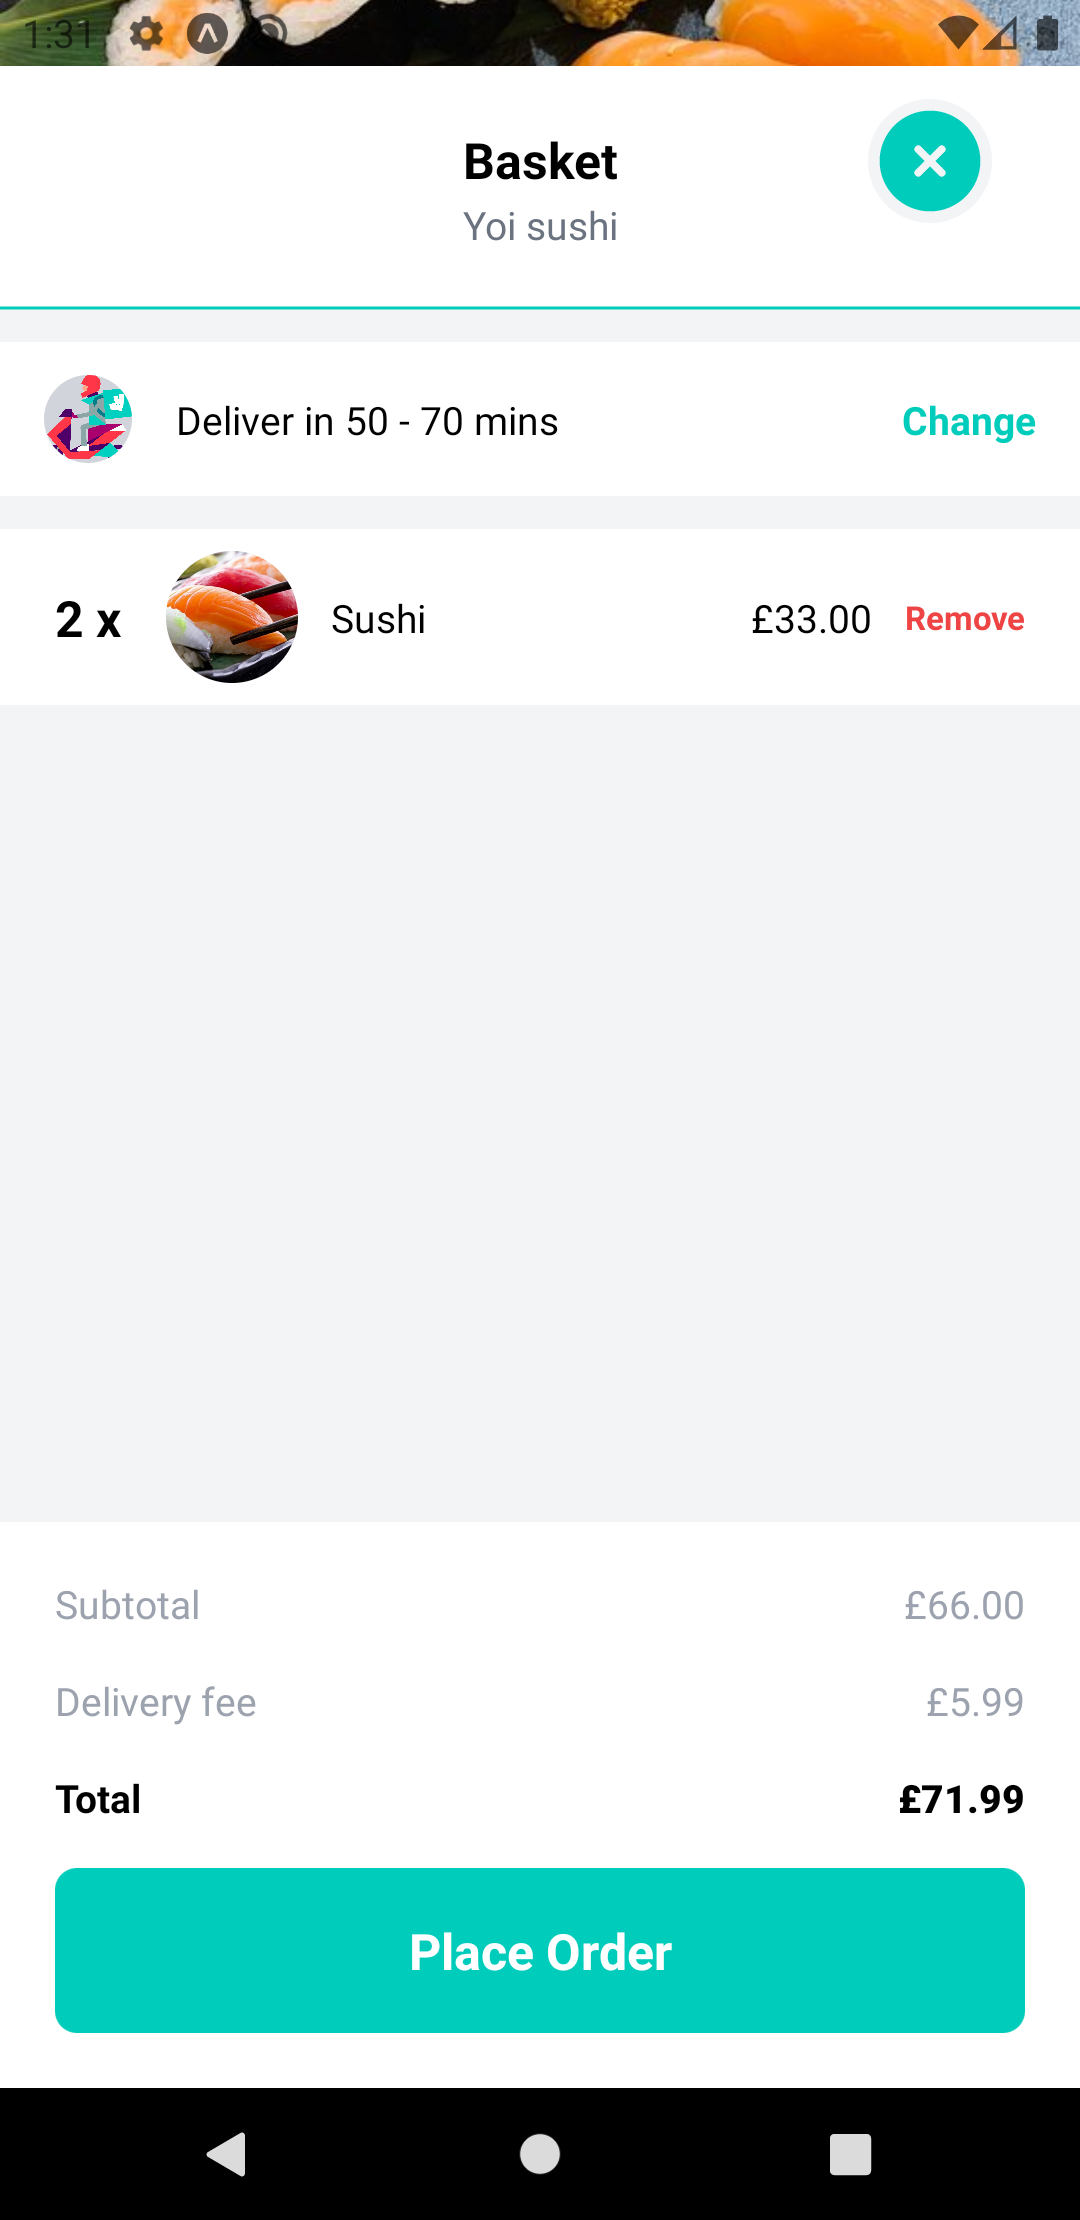 1:31
Basket
Yoi sushi
Deliver in 50 - 70 mins Change
2 x Sushi £33.00 Remove
Subtotal £66.00
Delivery fee £5.99
Total £71.99
Place Order